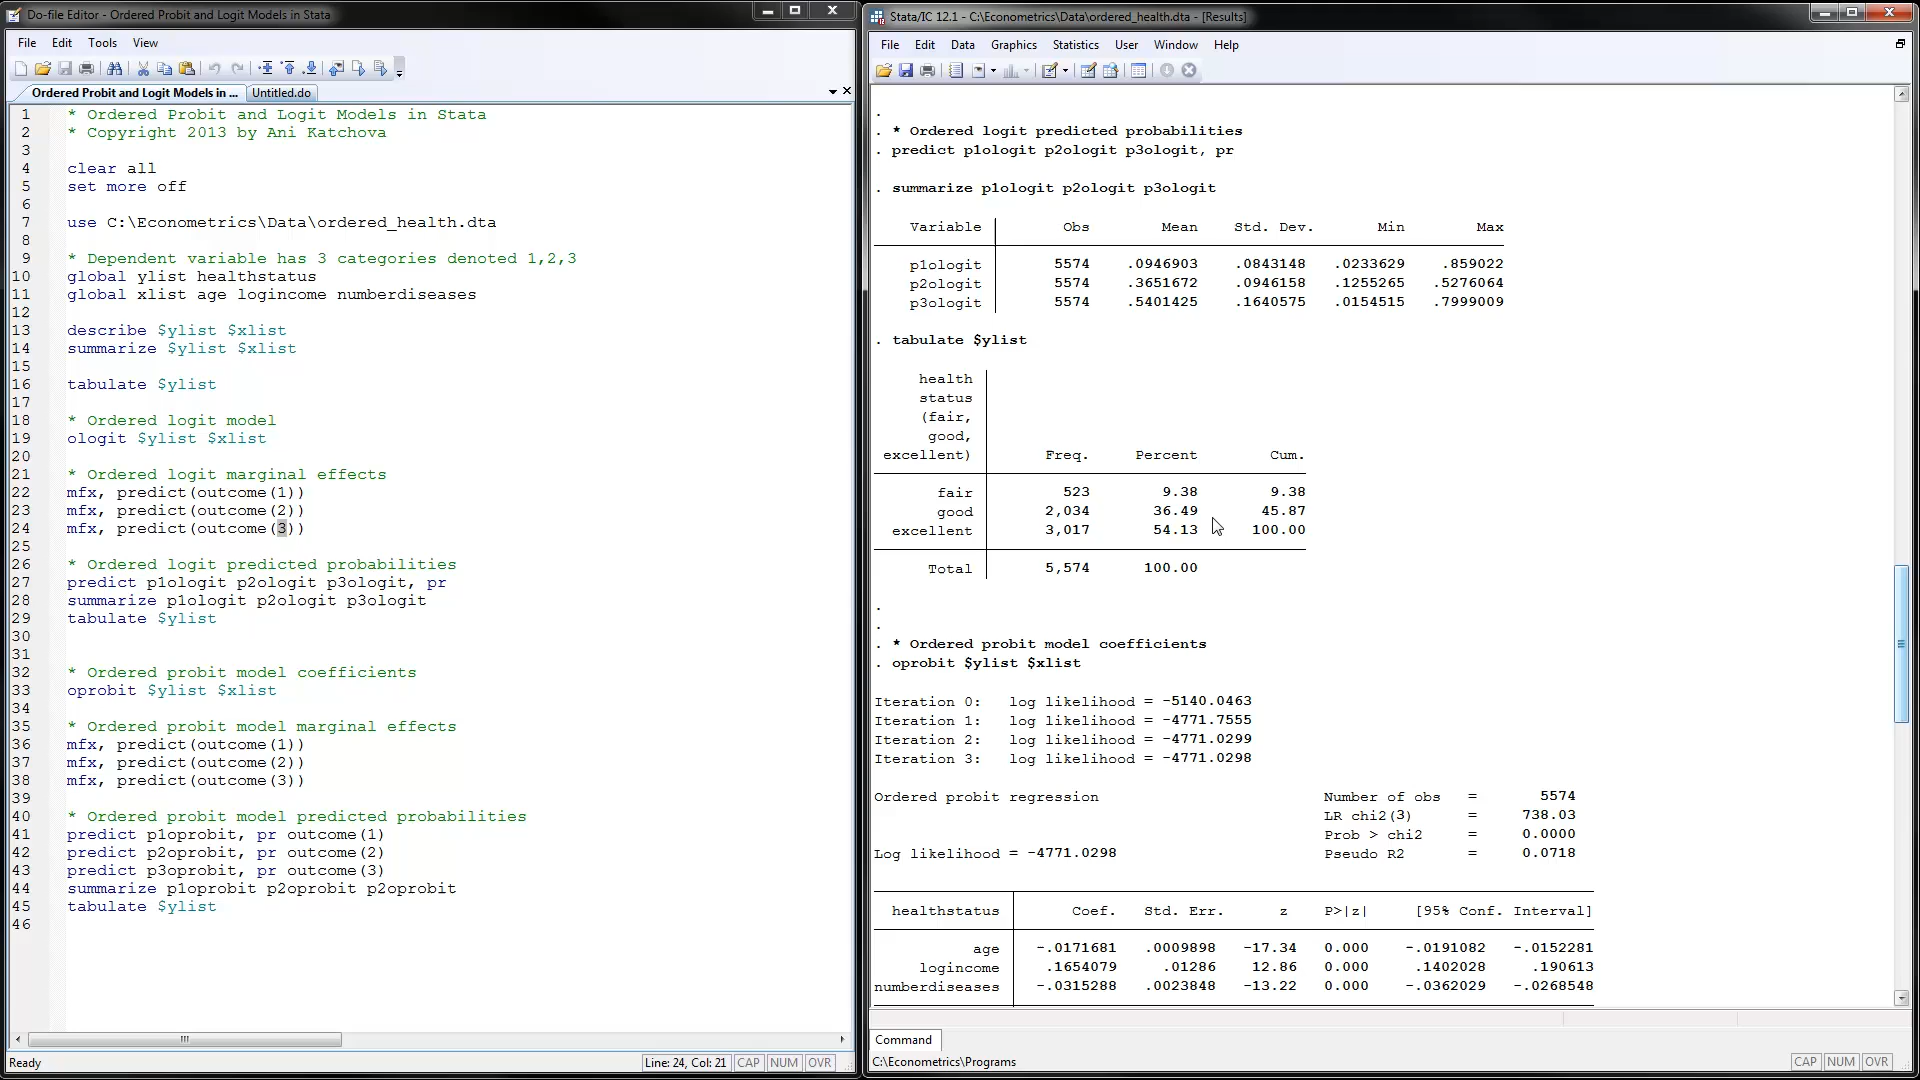 Do-file Editor - Ordered Probit and Logit Models in Stata
File Edit Tools View
Ordered Probit and Logit Models in ... Untitled.do
1 * Ordered Probit and Logit Models in Stata
2 * Copyright 2013 by Ani Katchova
3
4 clear all
5 set more off
6
7 use C:\Econometrics\Data\ordered_health.dta
8
9 * Dependent variable has 3 categories denoted 1,2,3
10 global ylist healthstatus
11 global xlist age logincome numberdiseases
12
13 describe $ylist $xlist
14 summarize $ylist $xlist
15
16 tabulate $ylist
17
18 * Ordered logit model
19 ologit $ylist $xlist
20
21 * Ordered logit marginal effects
22 mfx, predict(outcome(1))
23 mfx, predict(outcome(2))
24 mfx, predict(outcome(3))
25
26 * Ordered logit predicted probabilities
27 predict p1ologit p2ologit p3ologit, pr
28 summarize p1ologit p2ologit p3ologit
29 tabulate $ylist
30
31
32 * Ordered probit model coefficients
33 oprobit $ylist $xlist
34
35 * Ordered probit model marginal effects
36 mfx, predict(outcome(1))
37 mfx, predict(outcome(2))
38 mfx, predict(outcome(3))
39
40 * Ordered probit model predicted probabilities
41 predict p1oprobit, pr outcome(1)
42 predict p2oprobit, pr outcome(2)
43 predict p3oprobit, pr outcome(3)
44 summarize p1oprobit p2oprobit p2oprobit
45 tabulate $ylist
46
Ready Line: 24, Col: 21 CAP NUM OVR
Stata/IC 12.1 - C:\Econometrics\Data\ordered_health.dta - [Results]
File Edit Data Graphics Statistics User Window Help
.
. * Ordered logit predicted probabilities
. predict p1ologit p2ologit p3ologit, pr
. summarize p1ologit p2ologit p3ologit
Variable Obs Mean Std. Dev. Min Max
p1ologit 5574 .0946903 .0843148 .0233629 .859022
p2ologit 5574 .3651672 .0946158 .1255265 .5276064
p3ologit 5574 .5401425 .1640575 .0154515 .7999009
. tabulate $ylist
health
status
(fair,
good,
excellent) Freq. Percent Cum.
fair 523 9.38 9.38
good 2,034 36.49 45.87
excellent 3,017 54.13 100.00
Total 5,574 100.00
.
.
. * Ordered probit model coefficients
. oprobit $ylist $xlist
Iteration 0: log likelihood = -5140.0463
Iteration 1: log likelihood = -4771.7555
Iteration 2: log likelihood = -4771.0299
Iteration 3: log likelihood = -4771.0298
Ordered probit regression Number of obs = 5574
LR chi2(3) = 738.03
Prob > chi2 = 0.0000
Log likelihood = -4771.0298 Pseudo R2 = 0.0718
healthstatus Coef. Std. Err. z P>|z| [95% Conf. Interval]
age -.0171681 .0009898 -17.34 0.000 -.0191082 -.0152281
logincome .1654079 .01286 12.86 0.000 .1402028 .190613
numberdiseases -.0315288 .0023848 -13.22 0.000 -.0362029 -.0268548
Command
C:\Econometrics\Programs CAP NUM OVR